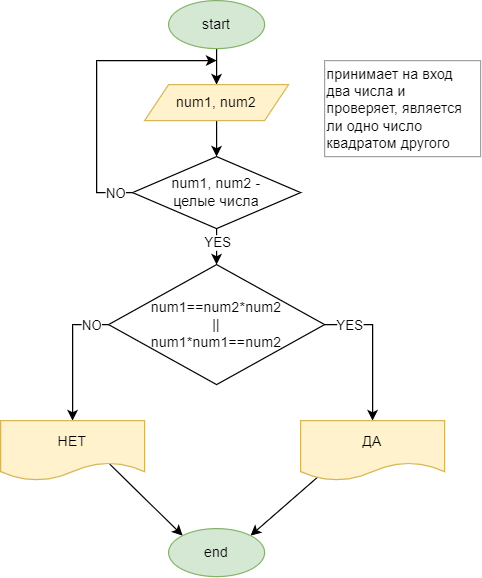 start
num1, num2
принимает на вход
два числа и
проверяет, является
ли одно число
квадратом другого
num1, num2 -
целые числа
NO
YES
num1==num2*num2
||
num1*num1==num2
NO
YES
НЕТ
ДА
end